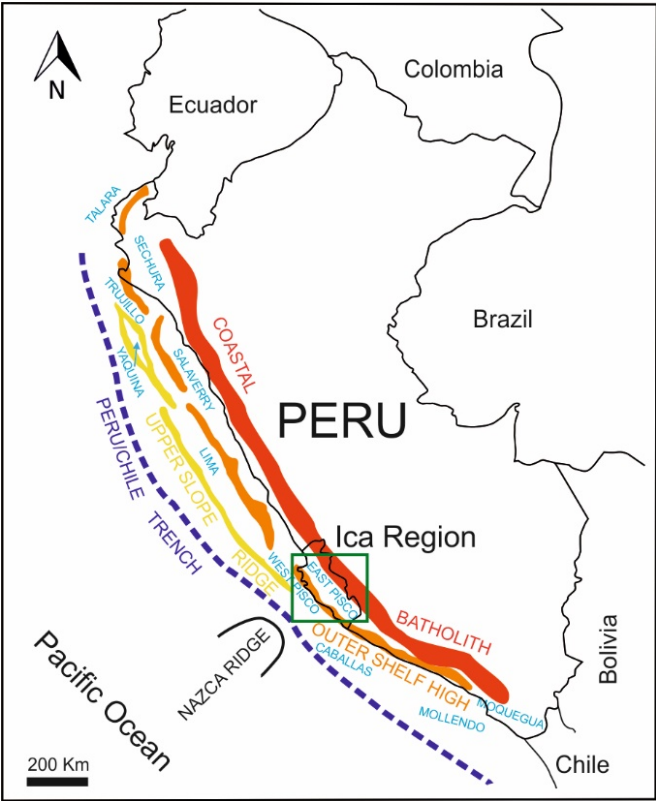 Colombia
Ecuador
N
TALARA
SECHURA
TRUJILLO
Brazil
COASTAL
SALAVERRY
YAQUINA
PERU
PERU/CHILE
TRENCH
UPPER SLOPE
RIDGE
LIMA
Ica Region
WEST PISCO
EAST PISCO
BATHOLITH
OUTER SHELF HIGH
CABALLAS
NAZCA RIDGE
Bolivia
Pacific Ocean
MOQUEGUA
MOLLENDO
200 Km
Chile